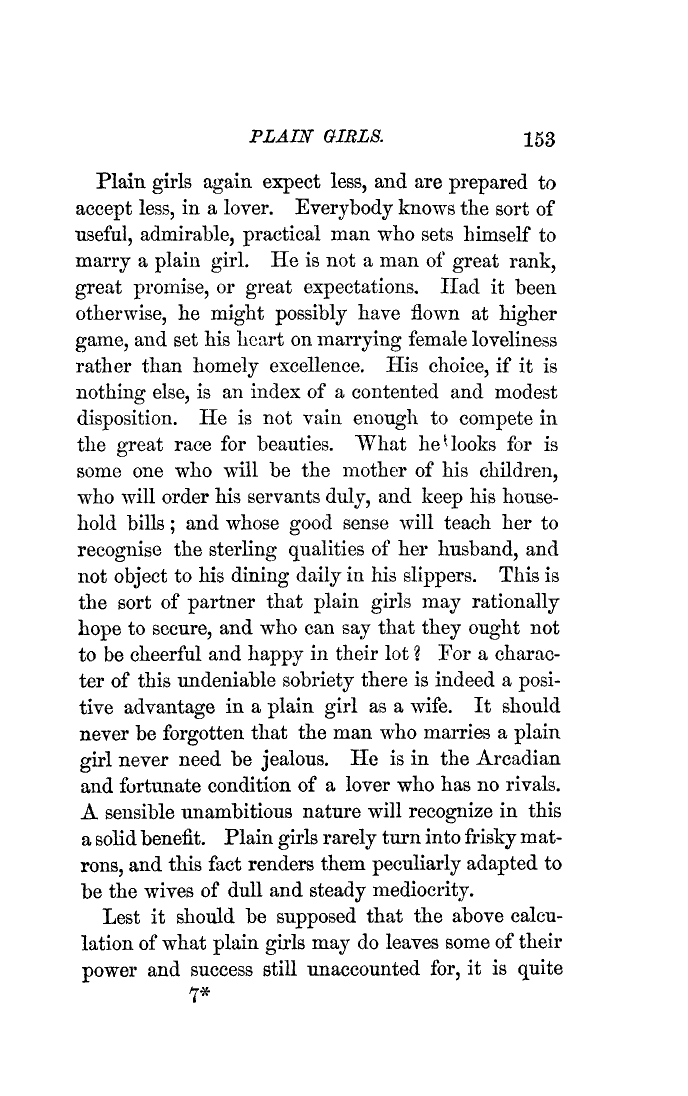 PLAIN GIRLS. 153
Plain girls again expect less, and are prepared to
accept less, in a lover. Everybody knows the sort of
useful, admirable, practical man who sets himself to
marry a plain girl. He is not a man of great rank,
great promise, or great expectations. Had it been
otherwise, he might possibly have flown at higher
game, and set his heart on marrying female loveliness
rather than homely excellence. His choice, if it is
nothing else, is an index of a contented and modest
disposition. He is not vain enough to compete in
the great race for beauties. What he looks for is
some one who will be the mother of his children,
who will order his servants duly, and keep his house-
hold bills; and whose good sense will teach her to
recognise the sterling qualities of her husband, and
not object to his dining daily in his slippers. This is
the sort of partner that plain girls may rationally
hope to secure, and who can say that they ought not
to be cheerful and happy in their lot? For a charac-
ter of this undeniable sobriety there is indeed a posi-
tive advantage in a plain girl as a wife. It should
never be forgotten that the man who marries a plain
girl never need be jealous. He is in the Arcadian
and fortunate condition of a lover who has no rivals.
A sensible unambitious nature will recognize in this
a solid benefit. Plain girls rarely turn into frisky mat-
rons, and this fact renders them peculiarly adapted to
be the wives of dull and steady mediocrity.
Lest it should be supposed that the above calcu-
lation of what plain girls may do leaves some of their
power and success still unaccounted for, it is quite
7*